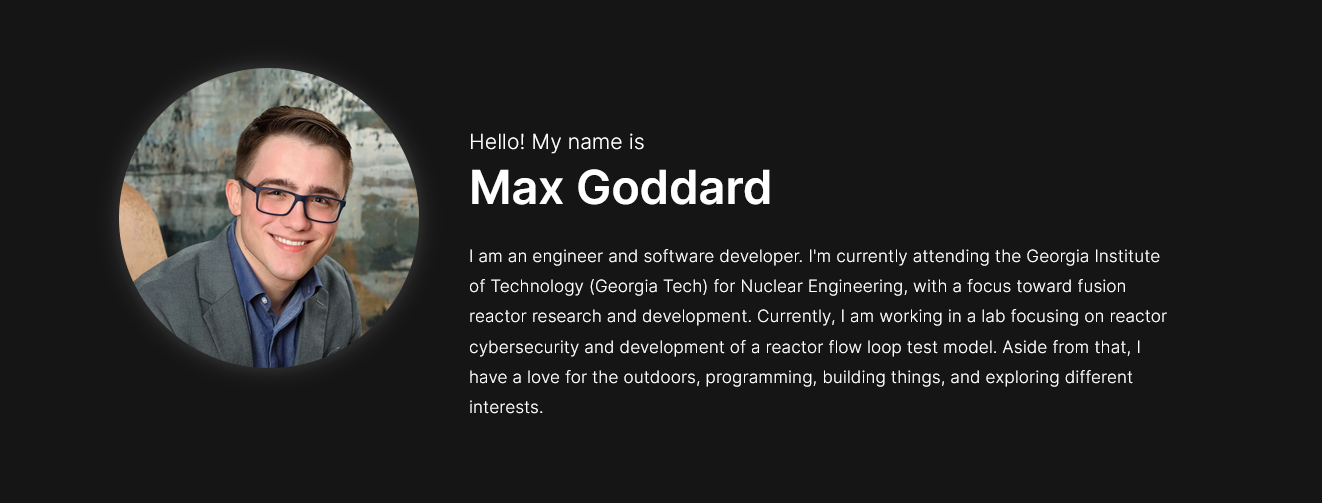 Hello! My name is
Max Goddard
I am an engineer and software developer. I'm currently attending the Georgia Institute
of Technology (Georgia Tech) for Nuclear Engineering, with a focus toward fusion
reactor research and development. Currently, I am working in a lab focusing on reactor
cybersecurity and development of a reactor flow loop test model. Aside from that, I
have a love for the outdoors, programming, building things, and exploring different
interests.